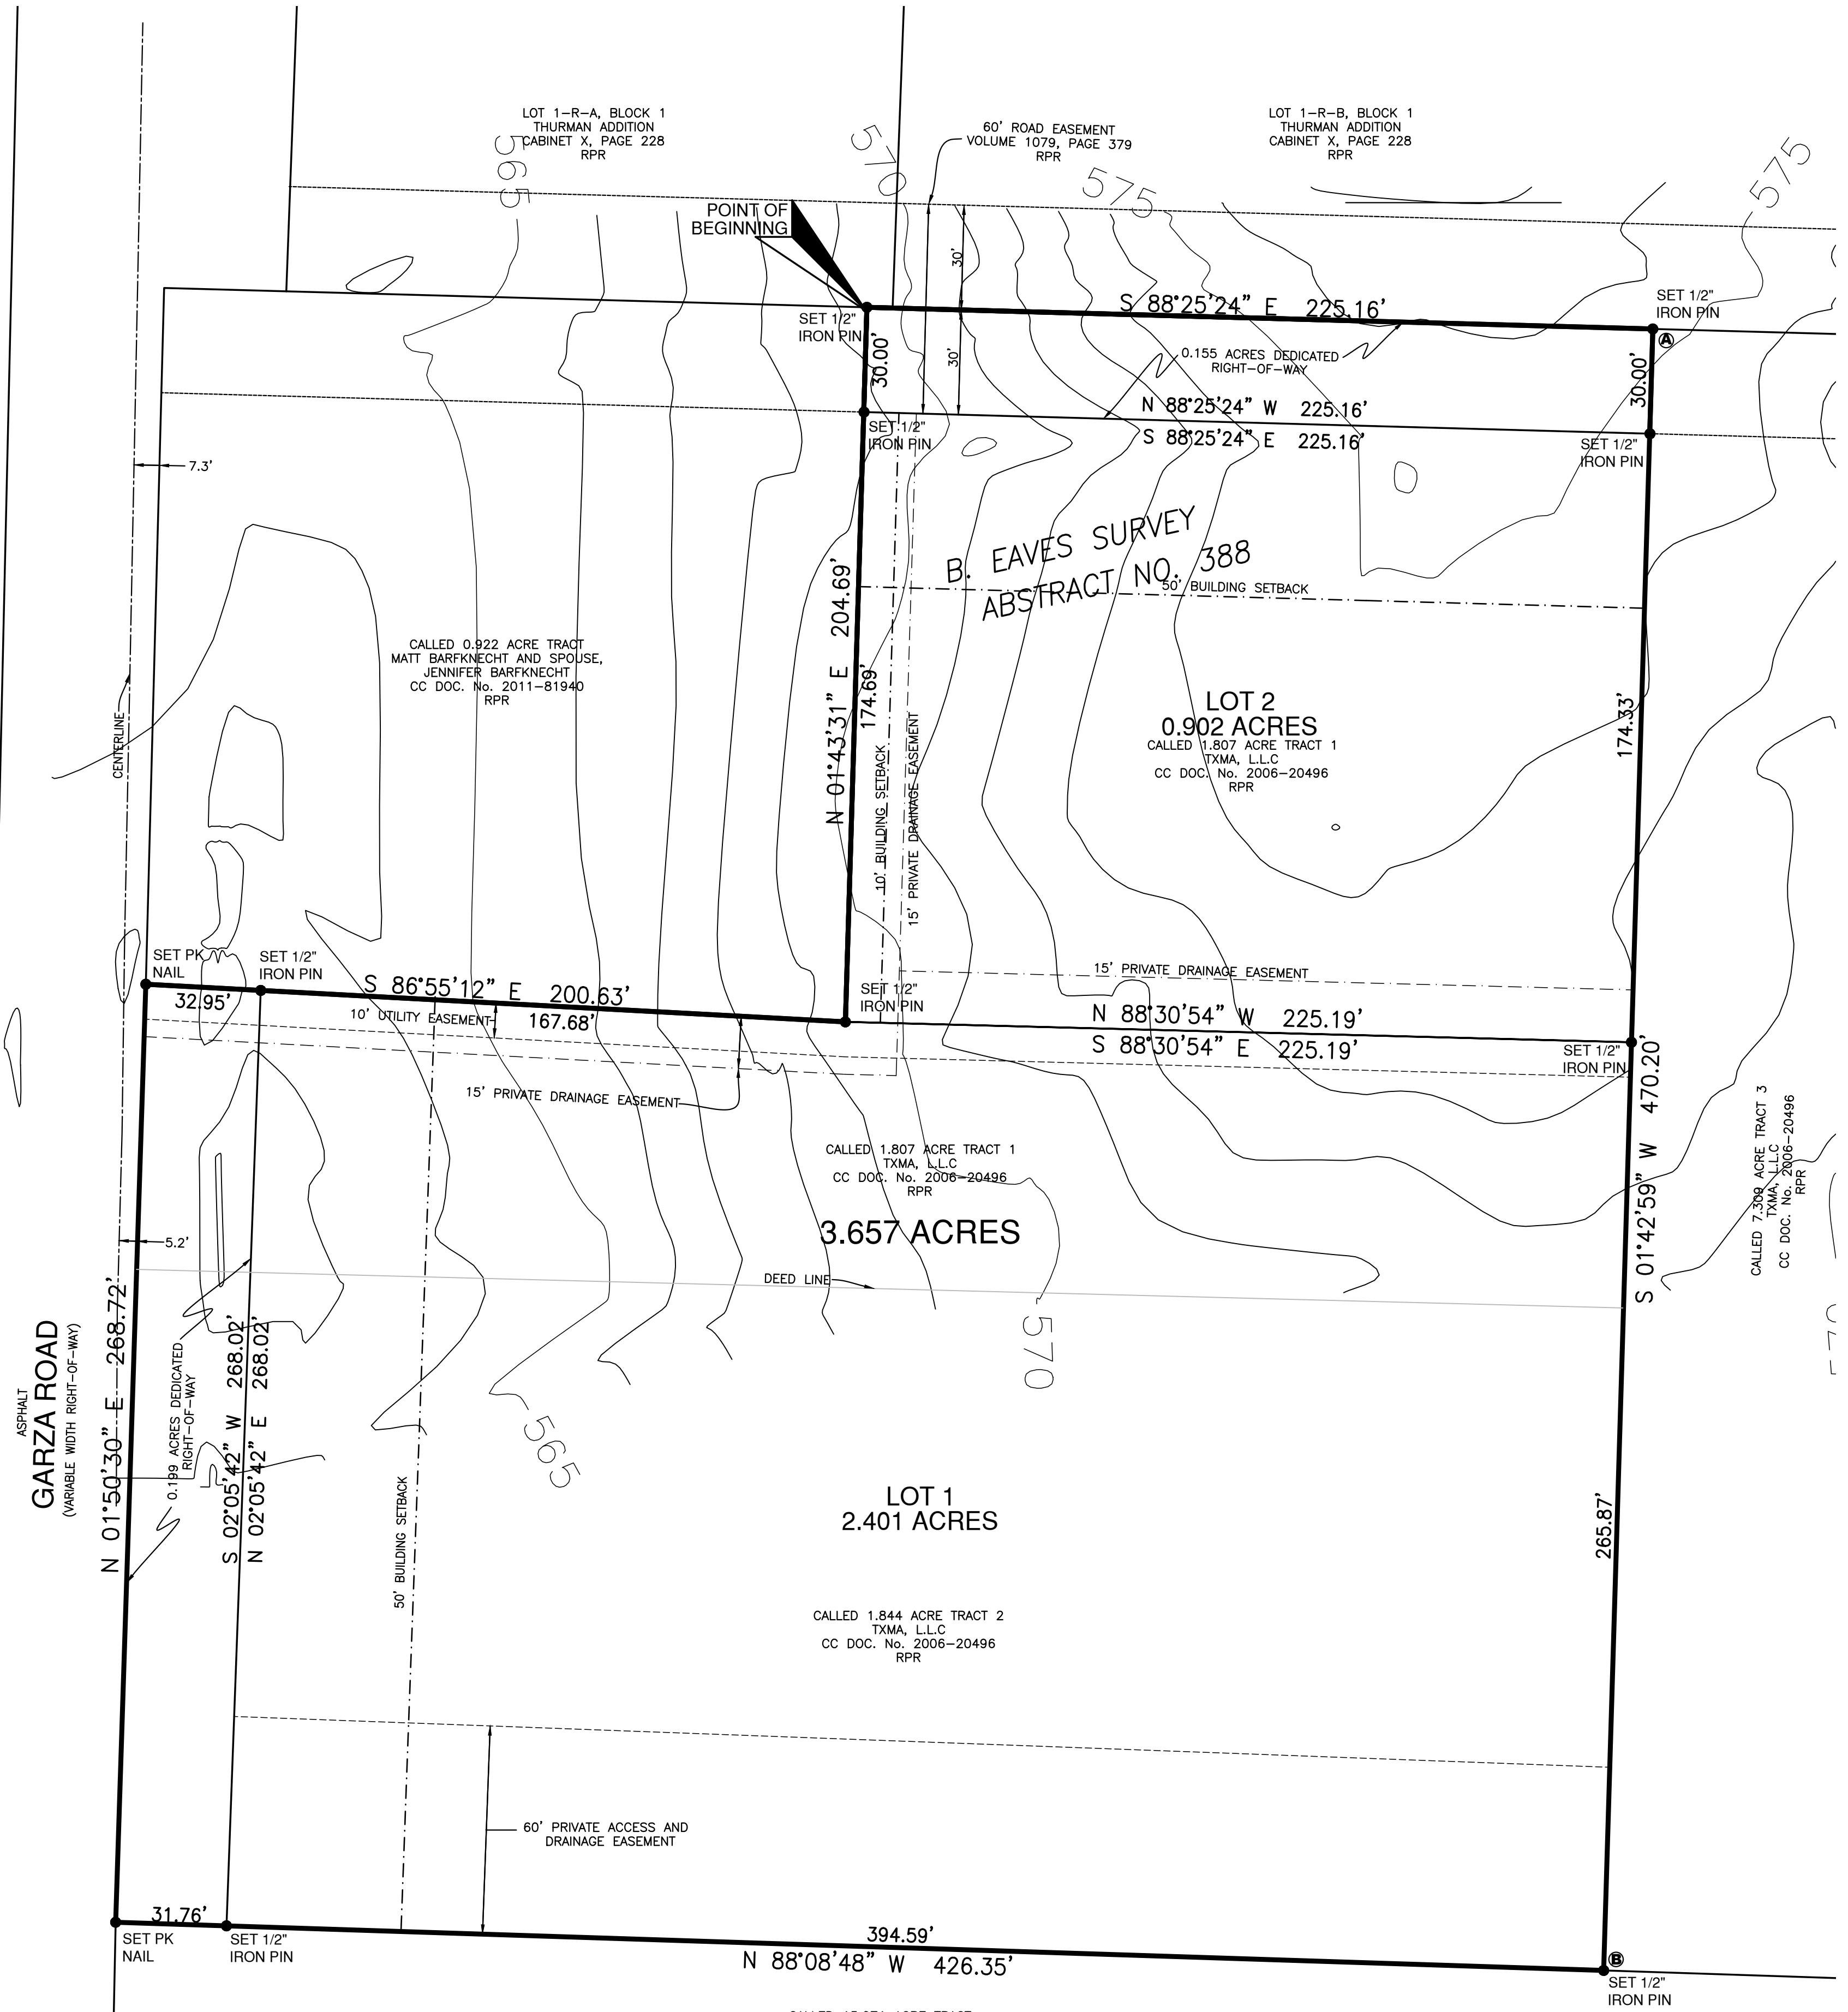 LOT 1-R-A, BLOCK 1
THURMAN ADDITION
CABINET X, PAGE 228
RPR
60' ROAD EASEMENT
VOLUME 1079, PAGE 379
RPR
LOT 1-R-B, BLOCK 1
THURMAN ADDITION
CABINET X, PAGE 228
RPR
565
570
575
575
POINT OF
BEGINNING
30'
S 88°25'24" E 225.16'
SET 1/2"
IRON PIN
A
SET 1/2"
IRON PIN
30.00'
30'
0.155 ACRES DEDICATED
RIGHT-OF-WAY
30.00'
N 88°25'24" W 225.16'
S 88°25'24" E 225.16'
SET 1/2"
IRON PIN
SET 1/2"
IRON PIN
7.3'
B. EAVES SURVEY
ABSTRACT NO. 388
50' BUILDING SETBACK
CENTERLINE
CALLED 0.922 ACRE TRACT
MATT BARFKNECHT AND SPOUSE,
JENNIFER BARFKNECHT
CC DOC. No. 2011-81940
RPR
N 01°43'31" E 204.69'
174.69'
10' BUILDING SETBACK
15' PRIVATE DRAINAGE EASEMENT
LOT 2
0.902 ACRES
CALLED 1.807 ACRE TRACT 1
TXMA, L.L.C
CC DOC. No. 2006-20496
RPR
174.33'
SET PK
NAIL
SET 1/2"
IRON PIN
S 86°55'12" E 200.63'
32.95'
10' UTILITY EASEMENT
167.68'
SET 1/2"
IRON PIN
15' PRIVATE DRAINAGE EASEMENT
N 88°30'54" W 225.19'
S 88°30'54" E 225.19'
SET 1/2"
IRON PIN
15' PRIVATE DRAINAGE EASEMENT
S 01°42'59" W 470.20'
CALLED 7.309 ACRE TRACT 3
TXMA, L.L.C
CC DOC. No. 2006-20496
RPR
CALLED 1.807 ACRE TRACT 1
TXMA, L.L.C
CC DOC. No. 2006-20496
RPR
3.657 ACRES
5.2'
DEED LINE
570
ASPHALT
GARZA ROAD
(VARIABLE WIDTH RIGHT-OF-WAY)
N 01°50'30" E 268.72'
0.199 ACRES DEDICATED
RIGHT-OF-WAY
S 02°05'42" W 268.02'
N 02°05'42" E 268.02'
565
50' BUILDING SETBACK
LOT 1
2.401 ACRES
265.87'
CALLED 1.844 ACRE TRACT 2
TXMA, L.L.C
CC DOC. No. 2006-20496
RPR
60' PRIVATE ACCESS AND
DRAINAGE EASEMENT
31.76'
SET PK
NAIL
SET 1/2"
IRON PIN
394.59'
N 88°08'48" W 426.35'
B
SET 1/2"
IRON PIN